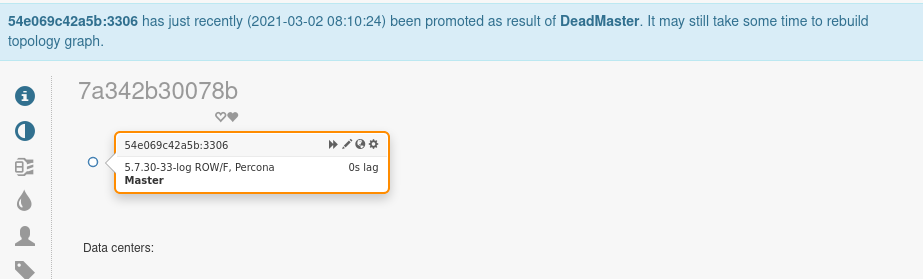 54e069c42a5b:3306 has just recently (2021-03-02 08:10:24) been promoted as result of DeadMaster. It may still take some time to rebuild
topology graph.
7a342b30078b
54e069c42a5b:3306
5.7.30-33-log ROW/F, Percona 0s lag
Master
Data centers: